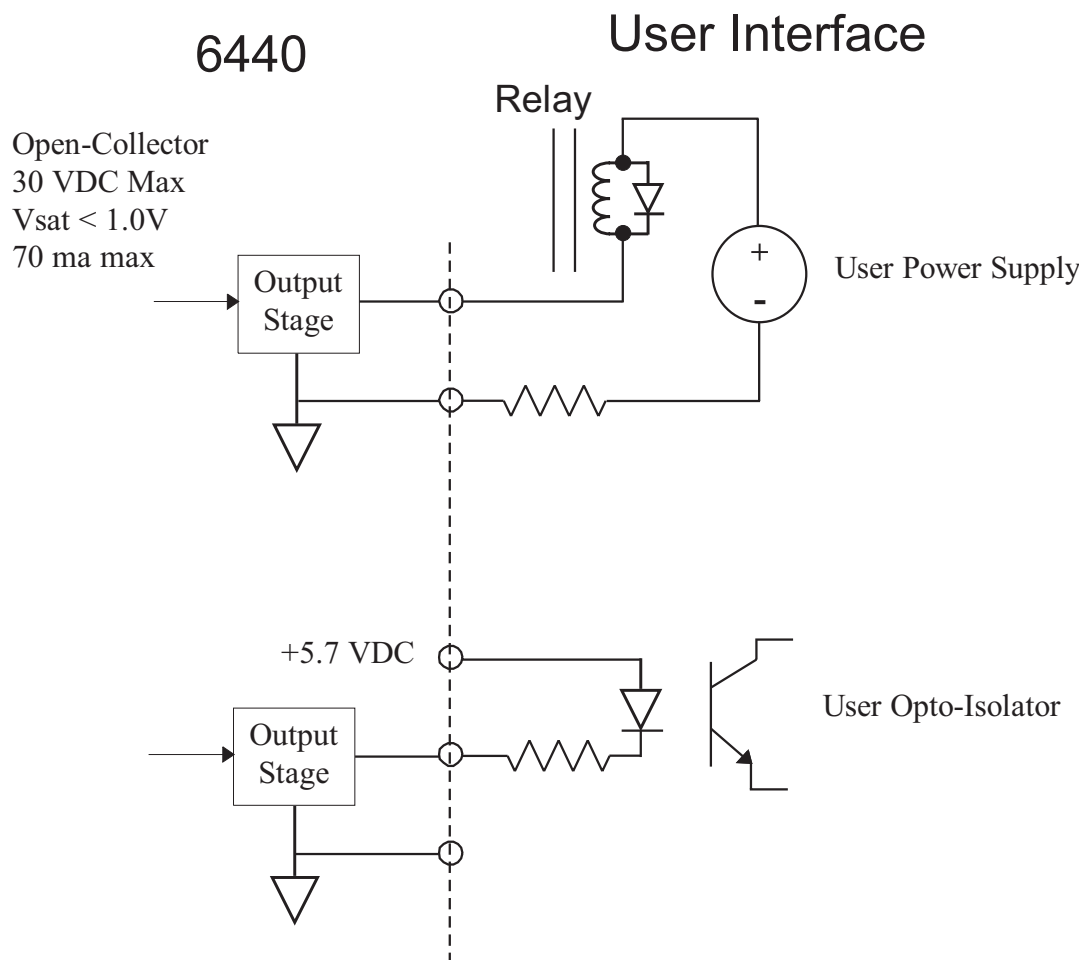 6440
User Interface
Relay
Open-Collector
30 VDC Max
Vsat < 1.0V
70 ma max
Output
Stage
+
-
User Power Supply
+5.7 VDC
Output
Stage
User Opto-Isolator